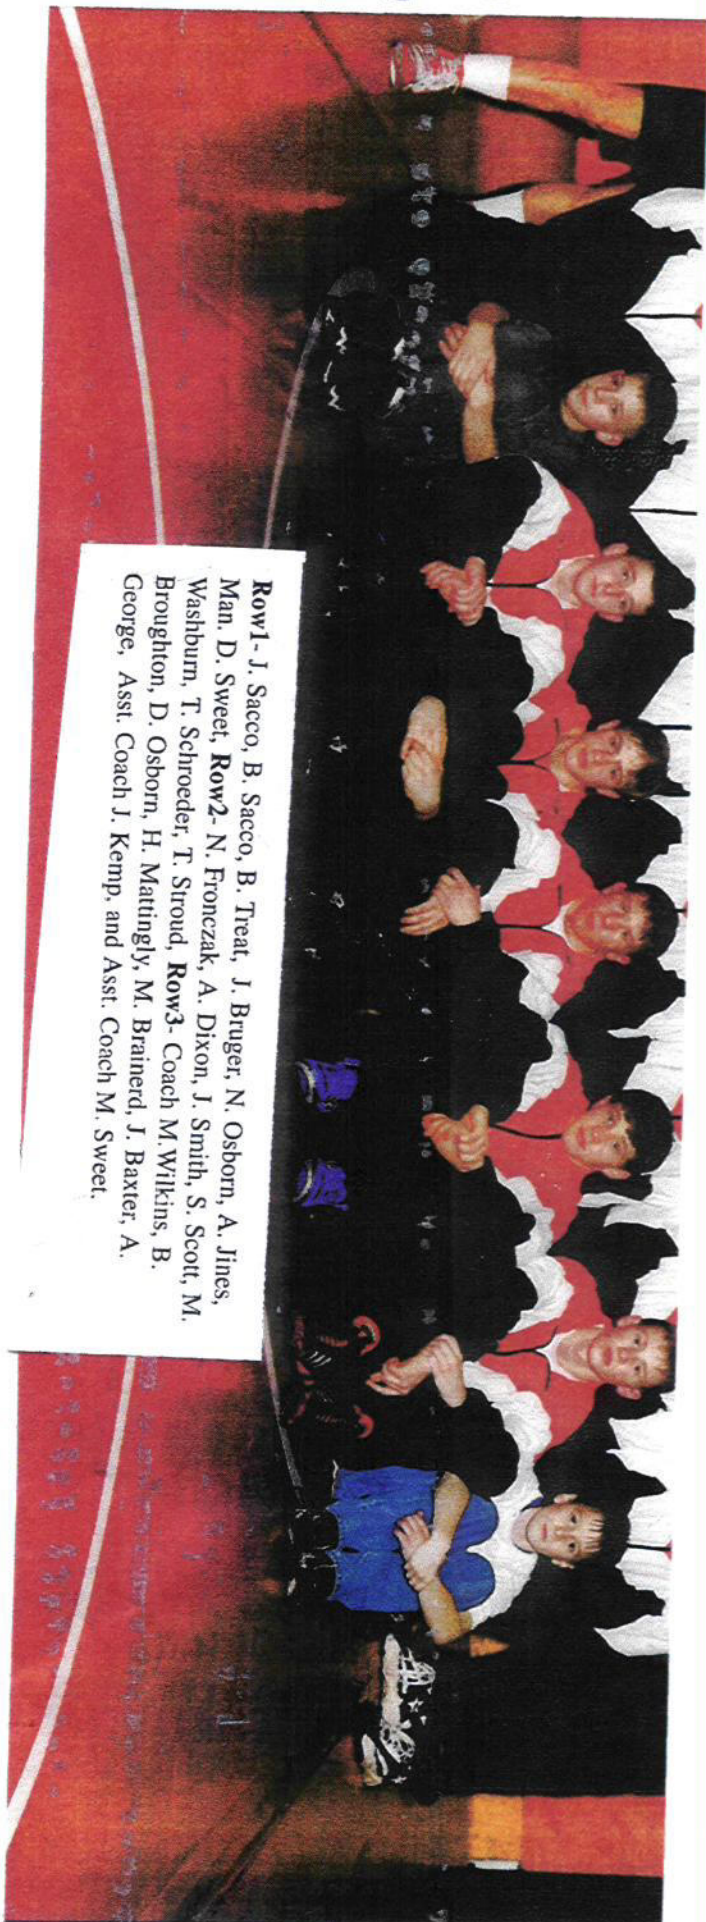 Row1- J. Sacco, B. Sacco, B. Treat, J. Bruger, N. Osborn, A. Jines,
Man. D. Sweet, Row2- N. Fronczak, A. Dixon, J. Smith, S. Scott, M.
Washburn, T. Schroeder, T. Stroud, Row3- Coach M.Wilkins, B.
Broughton, D. Osborn, H. Mattingly, M. Brainerd, J. Baxter, A.
George, Asst. Coach J. Kemp, and Asst. Coach M. Sweet.